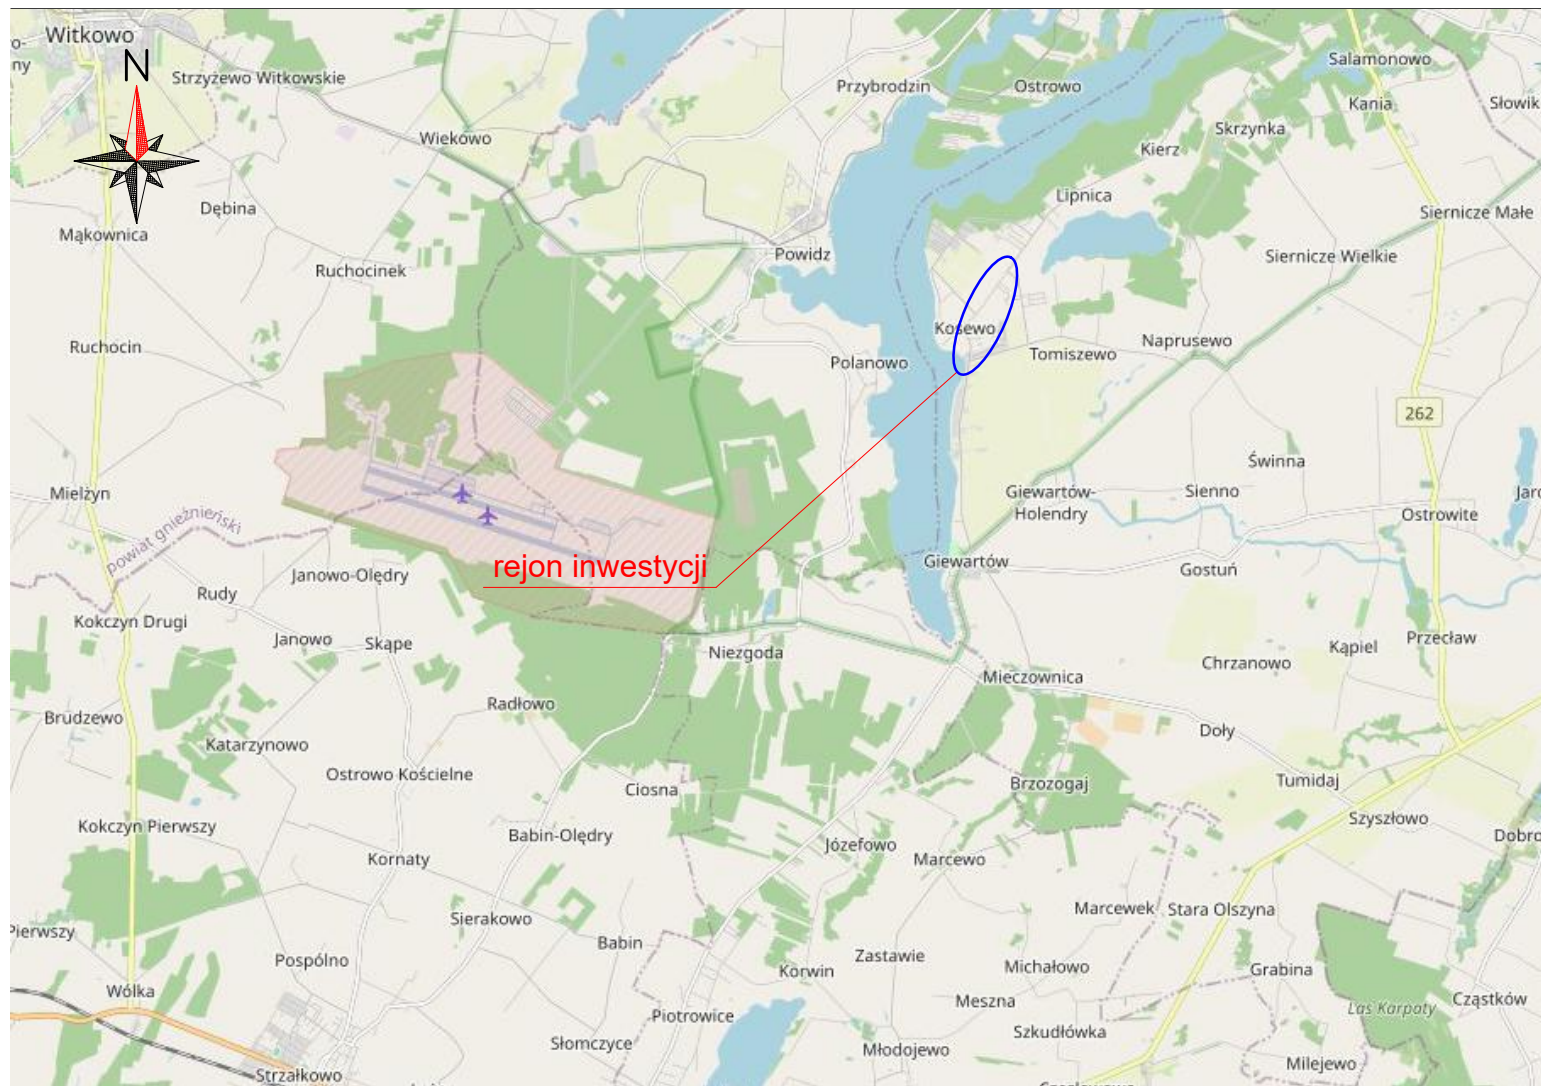 Witkowo
N
o-
ny
Strzyżewo Witkowskie
Przybrodzin
Ostrowo
Salamonowo
Kania
Słowik
Wiekowo
Skrzynka
Kierz
Lipnica
Dębina
Mąkownica
Siernicze Małe
Powidz
Siernicze Wielkie
Ruchocinek
Kosewo
Ruchocin
Polanowo
Tomiszewo
Naprusewo
262
Świnna
Mielżyn
Giewartów-
Holendry
Sienno
Jaro
Ostrowite
powiat gnieźnieński
rejon inwestycji
Giewartów
Gostuń
Janowo-Olędry
Rudy
Kokczyn Drugi
Janowo
Skąpe
Niezgoda
Kąpiel
Przecław
Chrzanowo
Mieczownica
Radłowo
Brudzewo
Doły
Katarzynowo
Ostrowo Kościelne
Ciosna
Brzozogaj
Tumidaj
Szyszłowo
Kokczyn Pierwszy
Babin-Olędry
Józefowo
Dobro
Kornaty
Marcewo
Sierakowo
Marcewek
Stara Olszyna
Pierwszy
Babin
Zastawie
Pospólno
Korwin
Michałowo
Grabina
Wólka
Meszna
Las Karpaty
Cząstków
Piotrowice
Szkudłówka
Słomczyce
Młodojewo
Milejewo
Strzałkowo